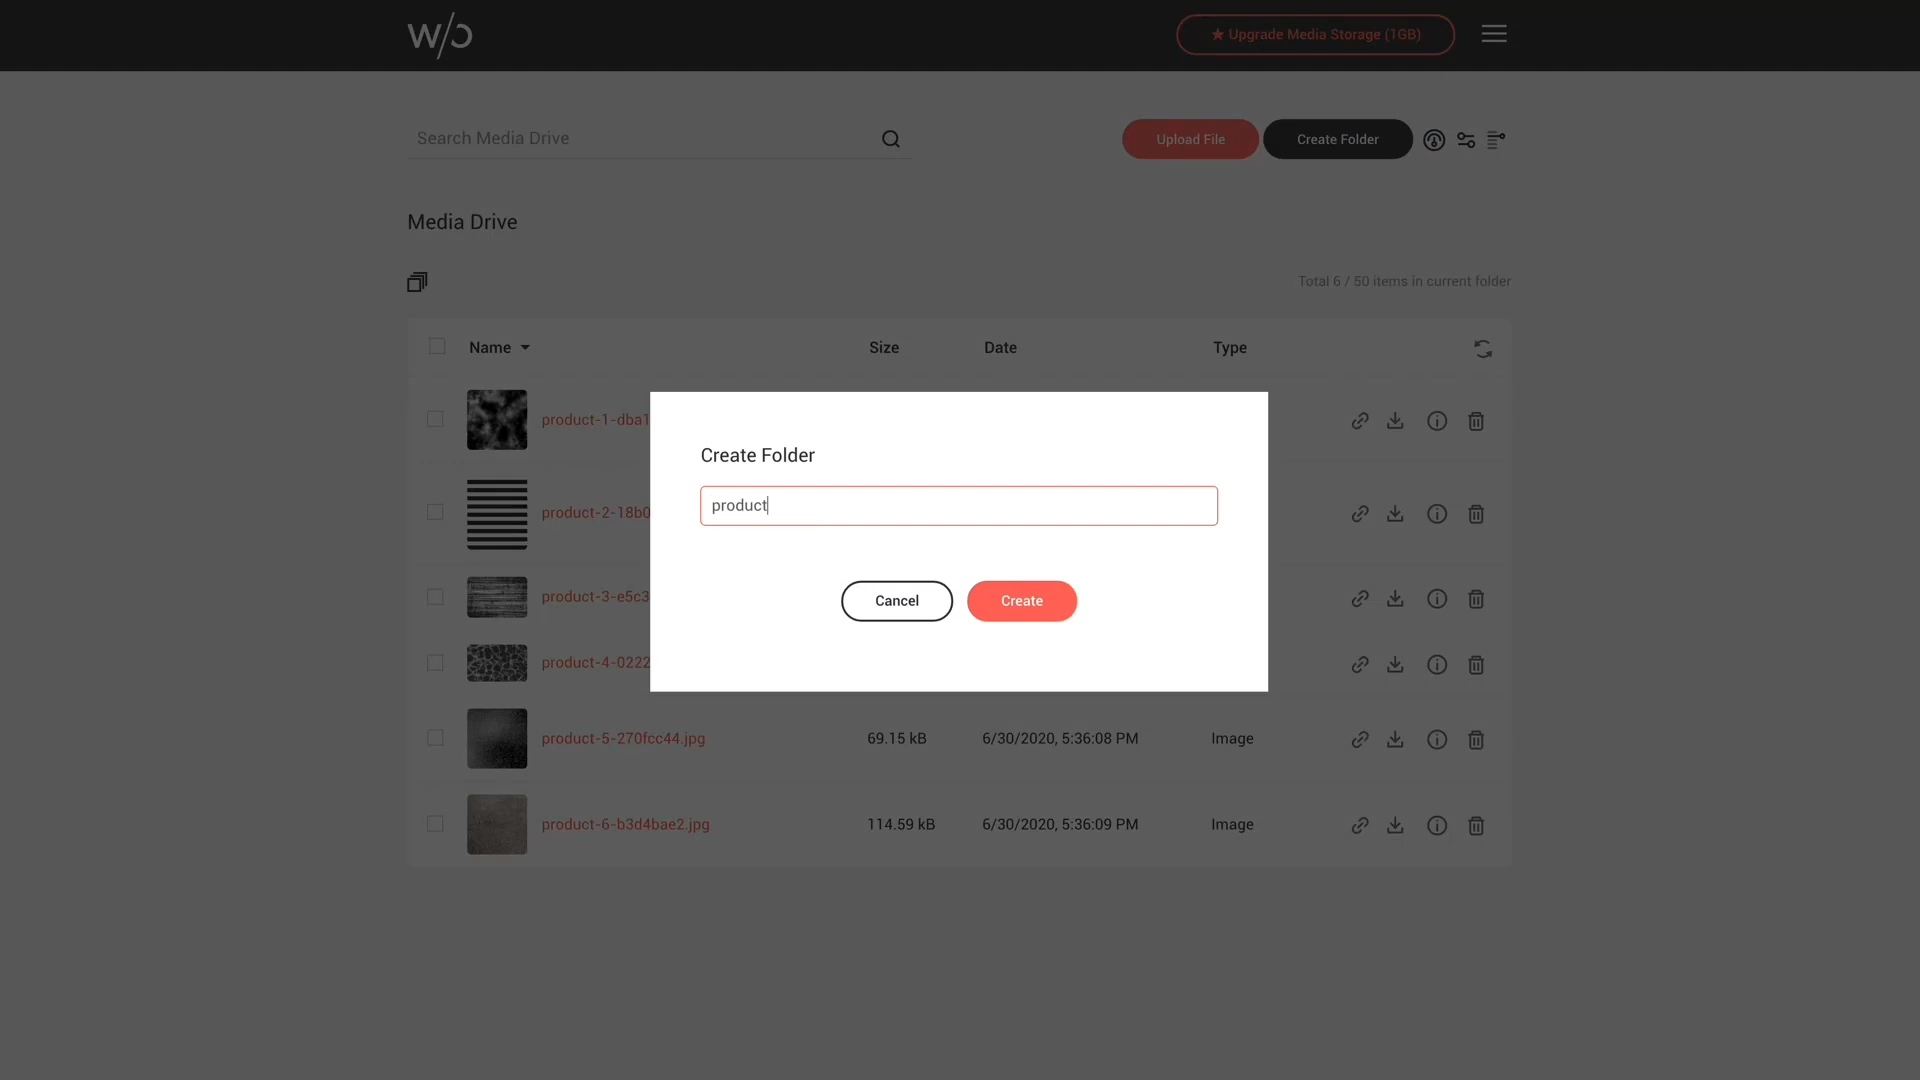 ★ Upgrade Media Storage (1GB)
Search Media Drive
Upload File
Create Folder
Media Drive
Total 6 / 50 items in current folder
Name Size Date Type
product-1-dba1
product-2-18b0
product-3-e5c3
product-4-0222
Create Folder
product
Cancel Create
product-5-270fcc44.jpg 69.15 kB 6/30/2020, 5:36:08 PM Image
product-6-b3d4bae2.jpg 114.59 kB 6/30/2020, 5:36:09 PM Image